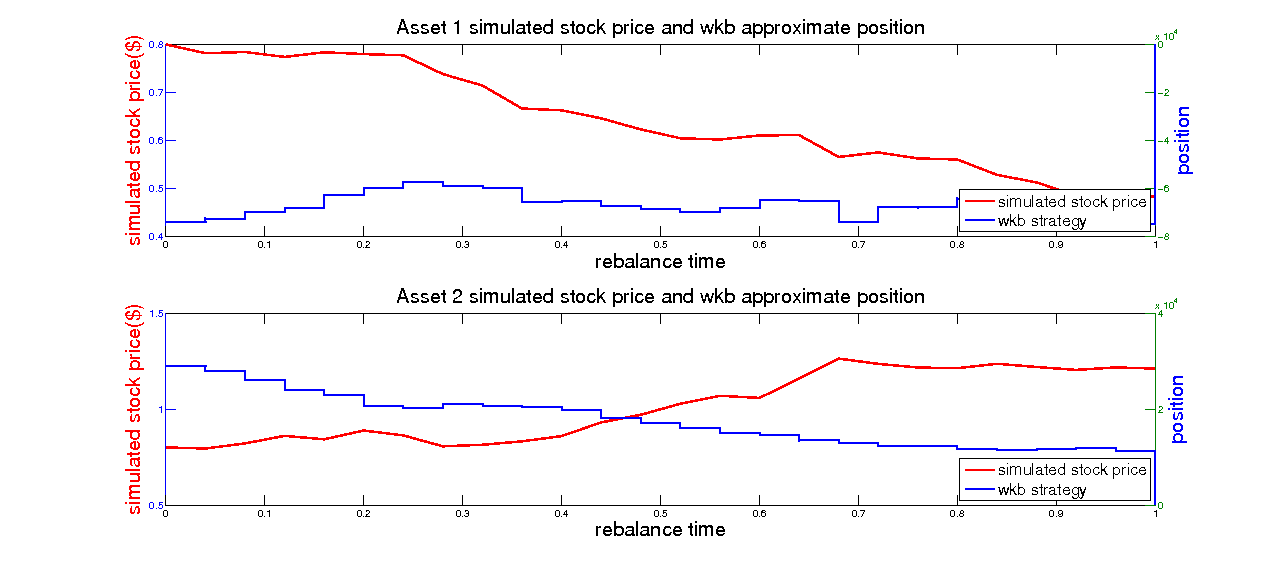 Asset 1 simulated stock price and wkb approximate position
x 10^4
simulated stock price($)
0.8
0.7
0.6
0.5
0.4
0
−2
−4
−6
−8
position
simulated stock price
wkb strategy
0 0.1 0.2 0.3 0.4 0.5 0.6 0.7 0.8 0.9 1
rebalance time
Asset 2 simulated stock price and wkb approximate position
x 10^4
simulated stock price($)
1.5
1
0.5
4
2
0
position
simulated stock price
wkb strategy
0 0.1 0.2 0.3 0.4 0.5 0.6 0.7 0.8 0.9 1
rebalance time